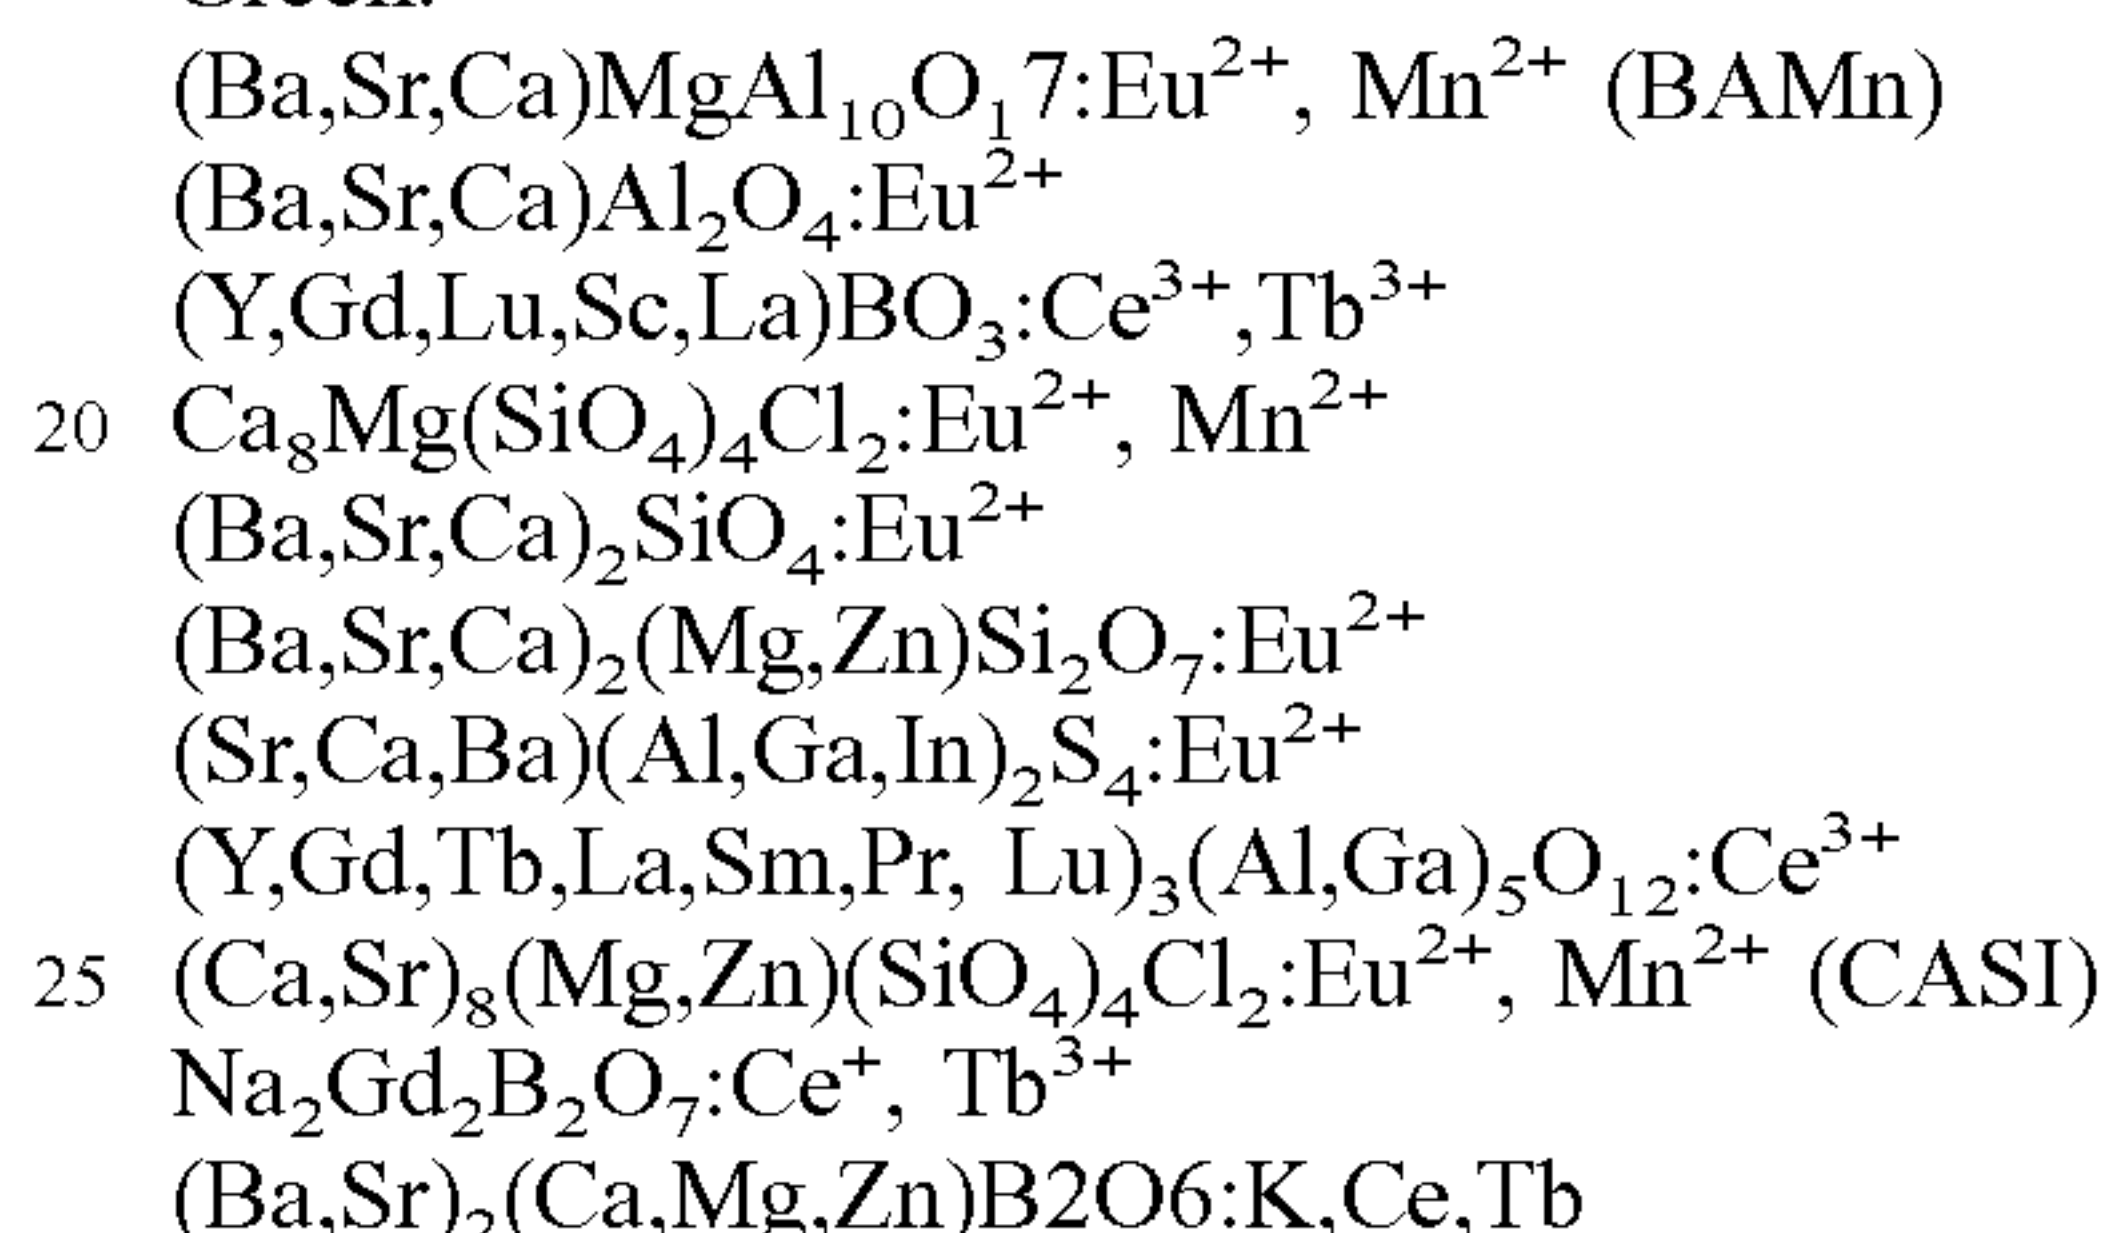 Green:
(Ba,Sr,Ca)MgAl₁₀O₁7:Eu²⁺, Mn²⁺ (BAMn)
(Ba,Sr,Ca)Al₂O₄:Eu²⁺
(Y,Gd,Lu,Sc,La)BO₃:Ce³⁺,Tb³⁺
20 Ca₈Mg(SiO₄)₄Cl₂:Eu²⁺, Mn²⁺
(Ba,Sr,Ca)₂SiO₄:Eu²⁺
(Ba,Sr,Ca)₂(Mg,Zn)Si₂O₇:Eu²⁺
(Sr,Ca,Ba)(Al,Ga,In)₂S₄:Eu²⁺
(Y,Gd,Tb,La,Sm,Pr, Lu)₃(Al,Ga)₅O₁₂:Ce³⁺
25 (Ca,Sr)₈(Mg,Zn)(SiO₄)₄Cl₂:Eu²⁺, Mn²⁺ (CASI)
Na₂Gd₂B₂O₇:Ce⁺, Tb³⁺
(Ba,Sr)₂(Ca,Mg,Zn)B2O6:K,Ce,Tb